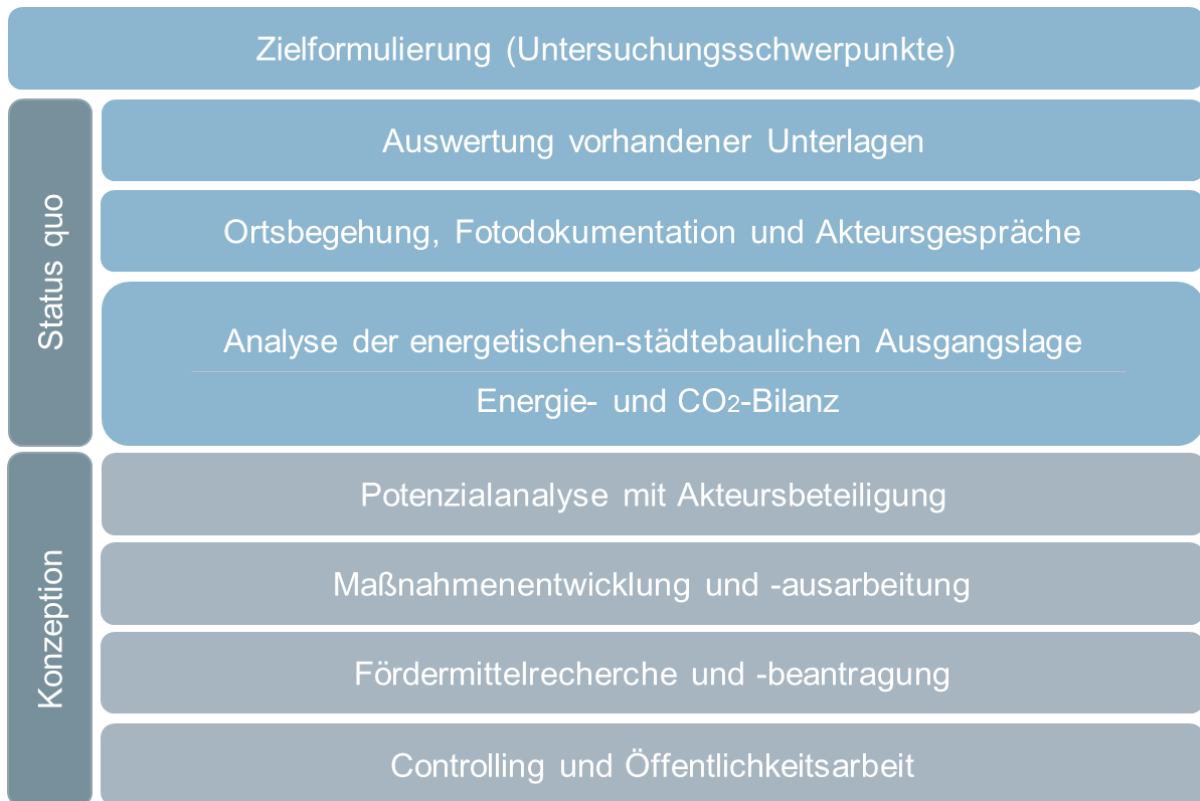 Zielformulierung (Untersuchungsschwerpunkte)
Status quo
Auswertung vorhandener Unterlagen
Ortsbegehung, Fotodokumentation und Akteursgespräche
Analyse der energetischen-städtebaulichen Ausgangslage
Energie- und CO2-Bilanz
Konzeption
Potenzialanalyse mit Akteursbeteiligung
Maßnahmenentwicklung und -ausarbeitung
Fördermittelrecherche und -beantragung
Controlling und Öffentlichkeitsarbeit